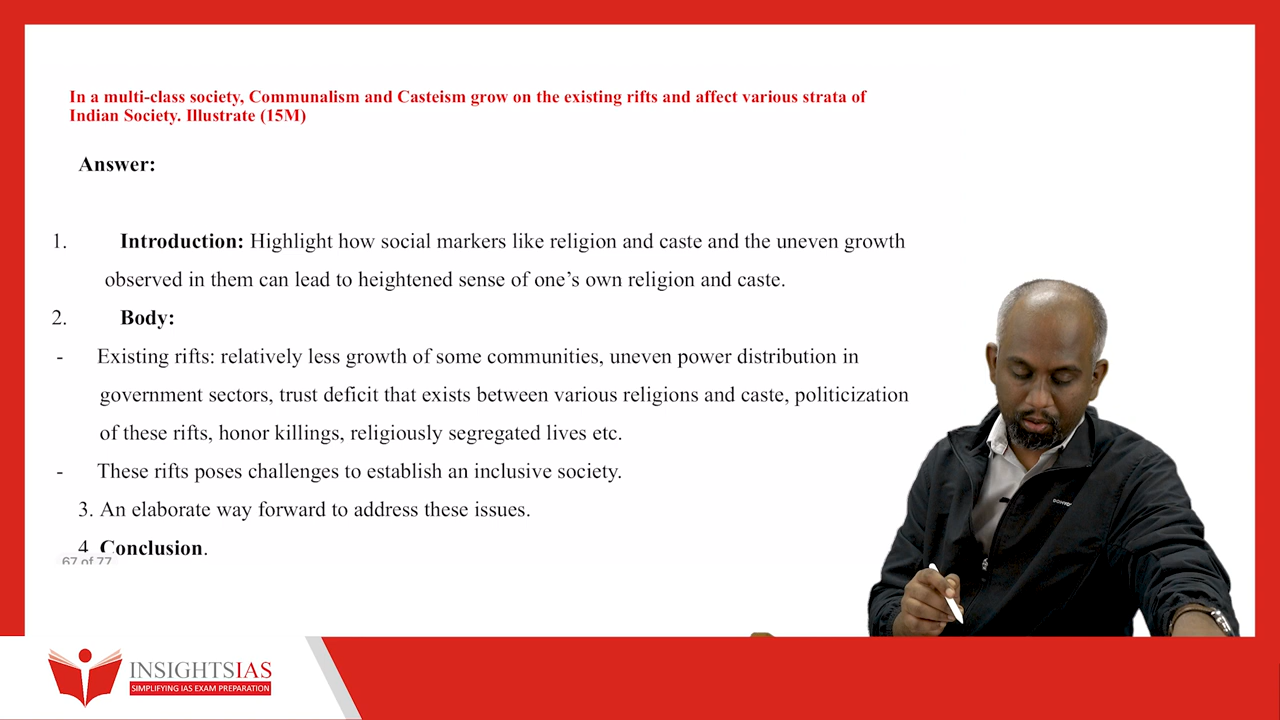 In a multi-class society, Communalism and Casteism grow on the existing rifts and affect various strata of
Indian Society. Illustrate (15M)
Answer:
1. Introduction: Highlight how social markers like religion and caste and the uneven growth
observed in them can lead to heightened sense of one’s own religion and caste.
2. Body:
- Existing rifts: relatively less growth of some communities, uneven power distribution in
government sectors, trust deficit that exists between various religions and caste, politicization
of these rifts, honor killings, religiously segregated lives etc.
- These rifts poses challenges to establish an inclusive society.
3. An elaborate way forward to address these issues.
4 Conclusion.
67 of 77
INSIGHTSIAS
SIMPLIFYING IAS EXAM PREPARATION